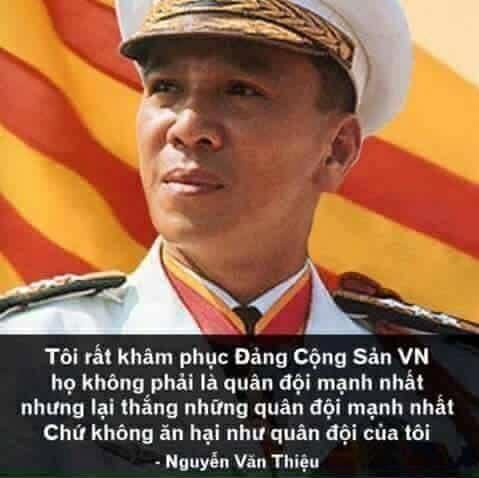 Tôi rất khâm phục Đảng Cộng Sản VN
họ không phải là quân đội mạnh nhất
nhưng lại thắng những quân đội mạnh nhất
Chứ không ăn hại như quân đội của tôi
- Nguyễn Văn Thiệu